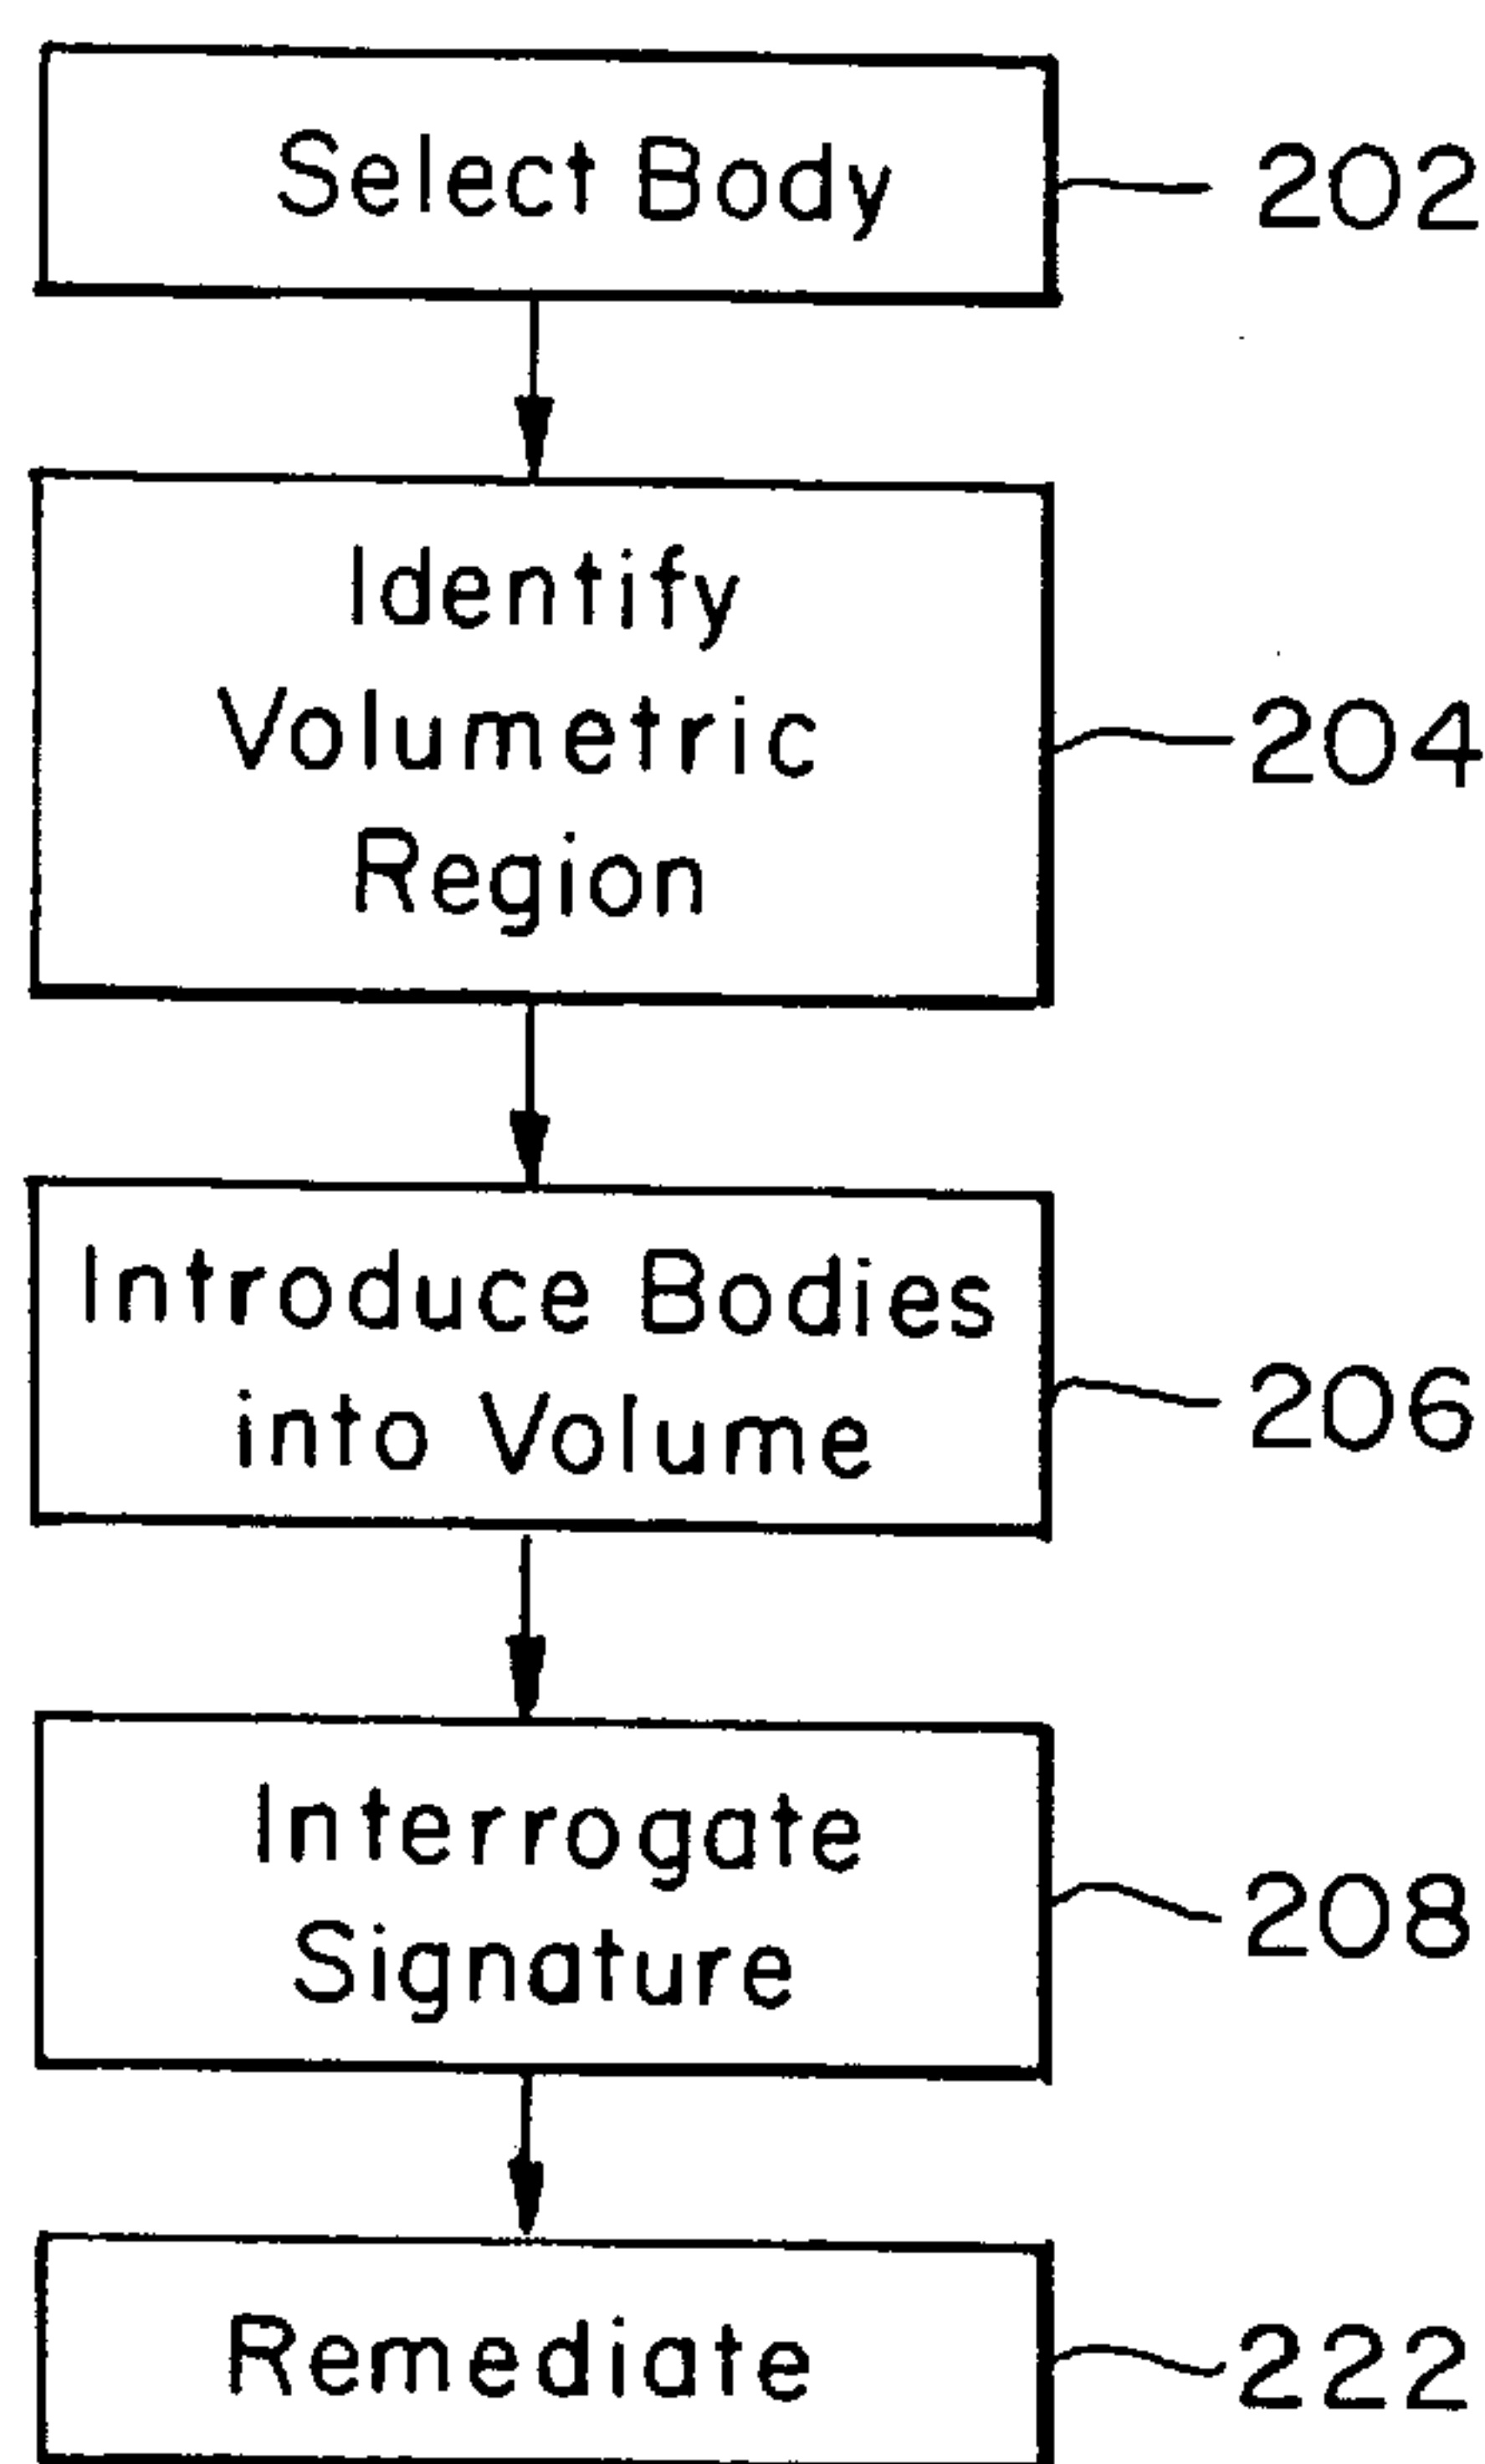 Select Body
202
Identify
Volumetric
Region
204
Introduce Bodies
into Volume
206
Interrogate
Signature
208
Remediate
222